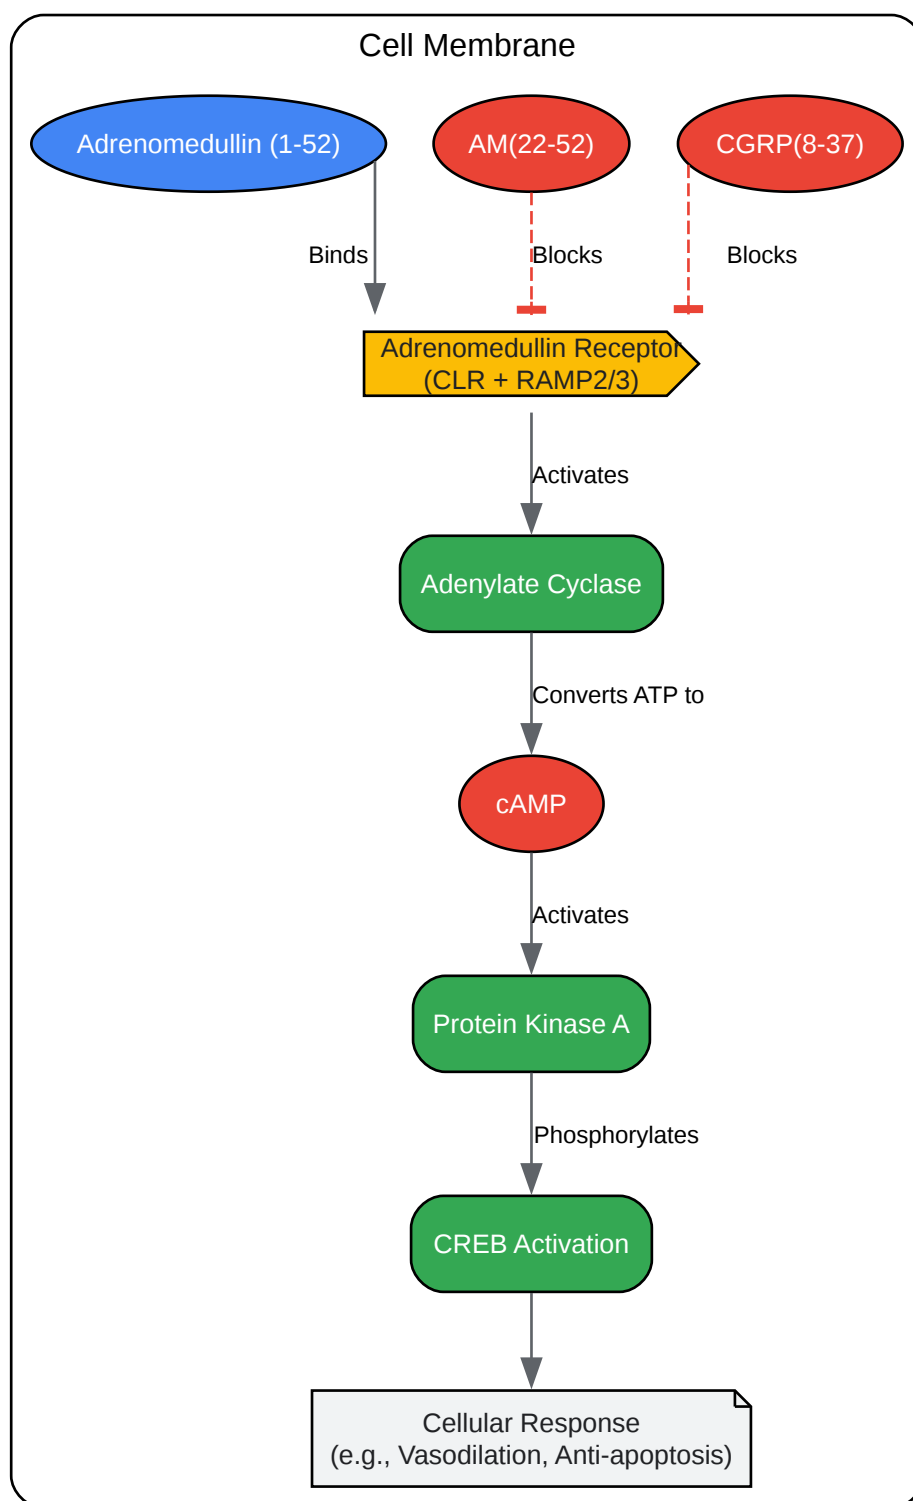 Cell Membrane
Adrenomedullin (1-52)
AM(22-52)
CGRP(8-37)
Binds
Blocks
Blocks
Adrenomedullin Receptor
(CLR + RAMP2/3)
Activates
Adenylate Cyclase
Converts ATP to
cAMP
Activates
Protein Kinase A
Phosphorylates
CREB Activation
Cellular Response
(e.g., Vasodilation, Anti-apoptosis)